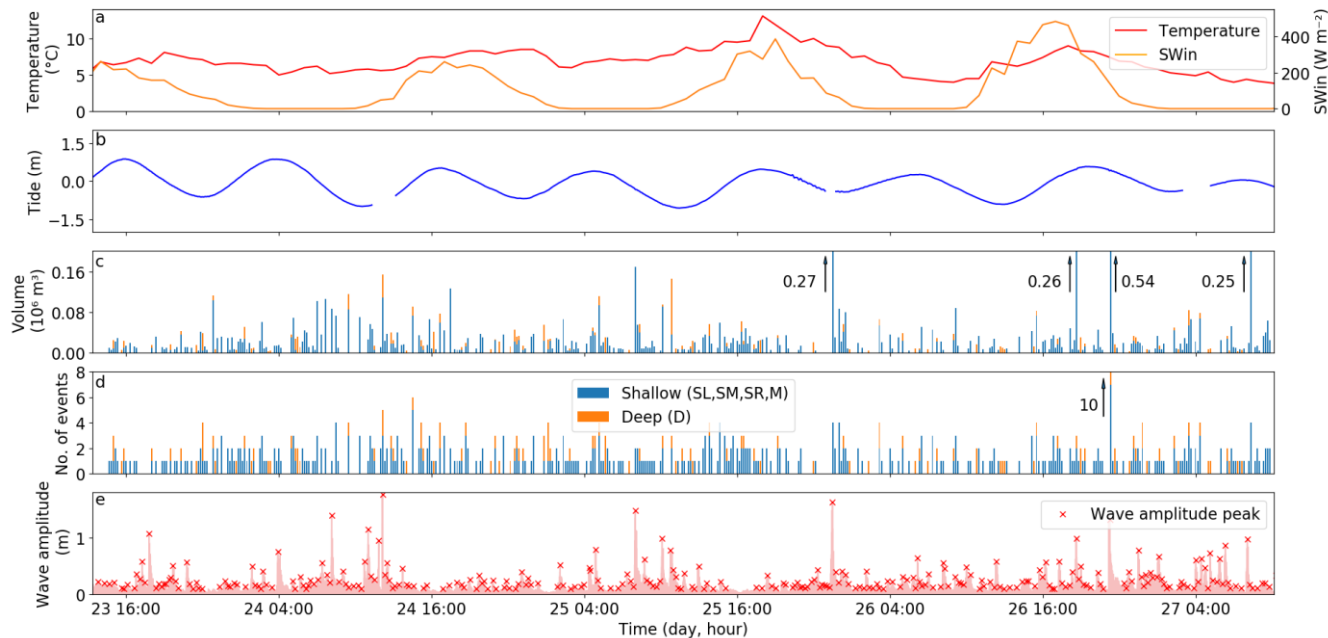 a
Temperature
(°C)
10
5
0
Temperature
SWin
400
200
0
SWin (W m⁻²)
b
Tide (m)
1.5
0.0
−1.5
c
Volume
(10⁶ m³)
0.16
0.08
0.00
0.27
0.26
0.54
0.25
d
No. of events
8
6
4
2
0
Shallow (SL,SM,SR,M)
Deep (D)
10
e
Wave amplitude
(m)
1
0
Wave amplitude peak
23 16:00 24 04:00 24 16:00 25 04:00 25 16:00 26 04:00 26 16:00 27 04:00
Time (day, hour)